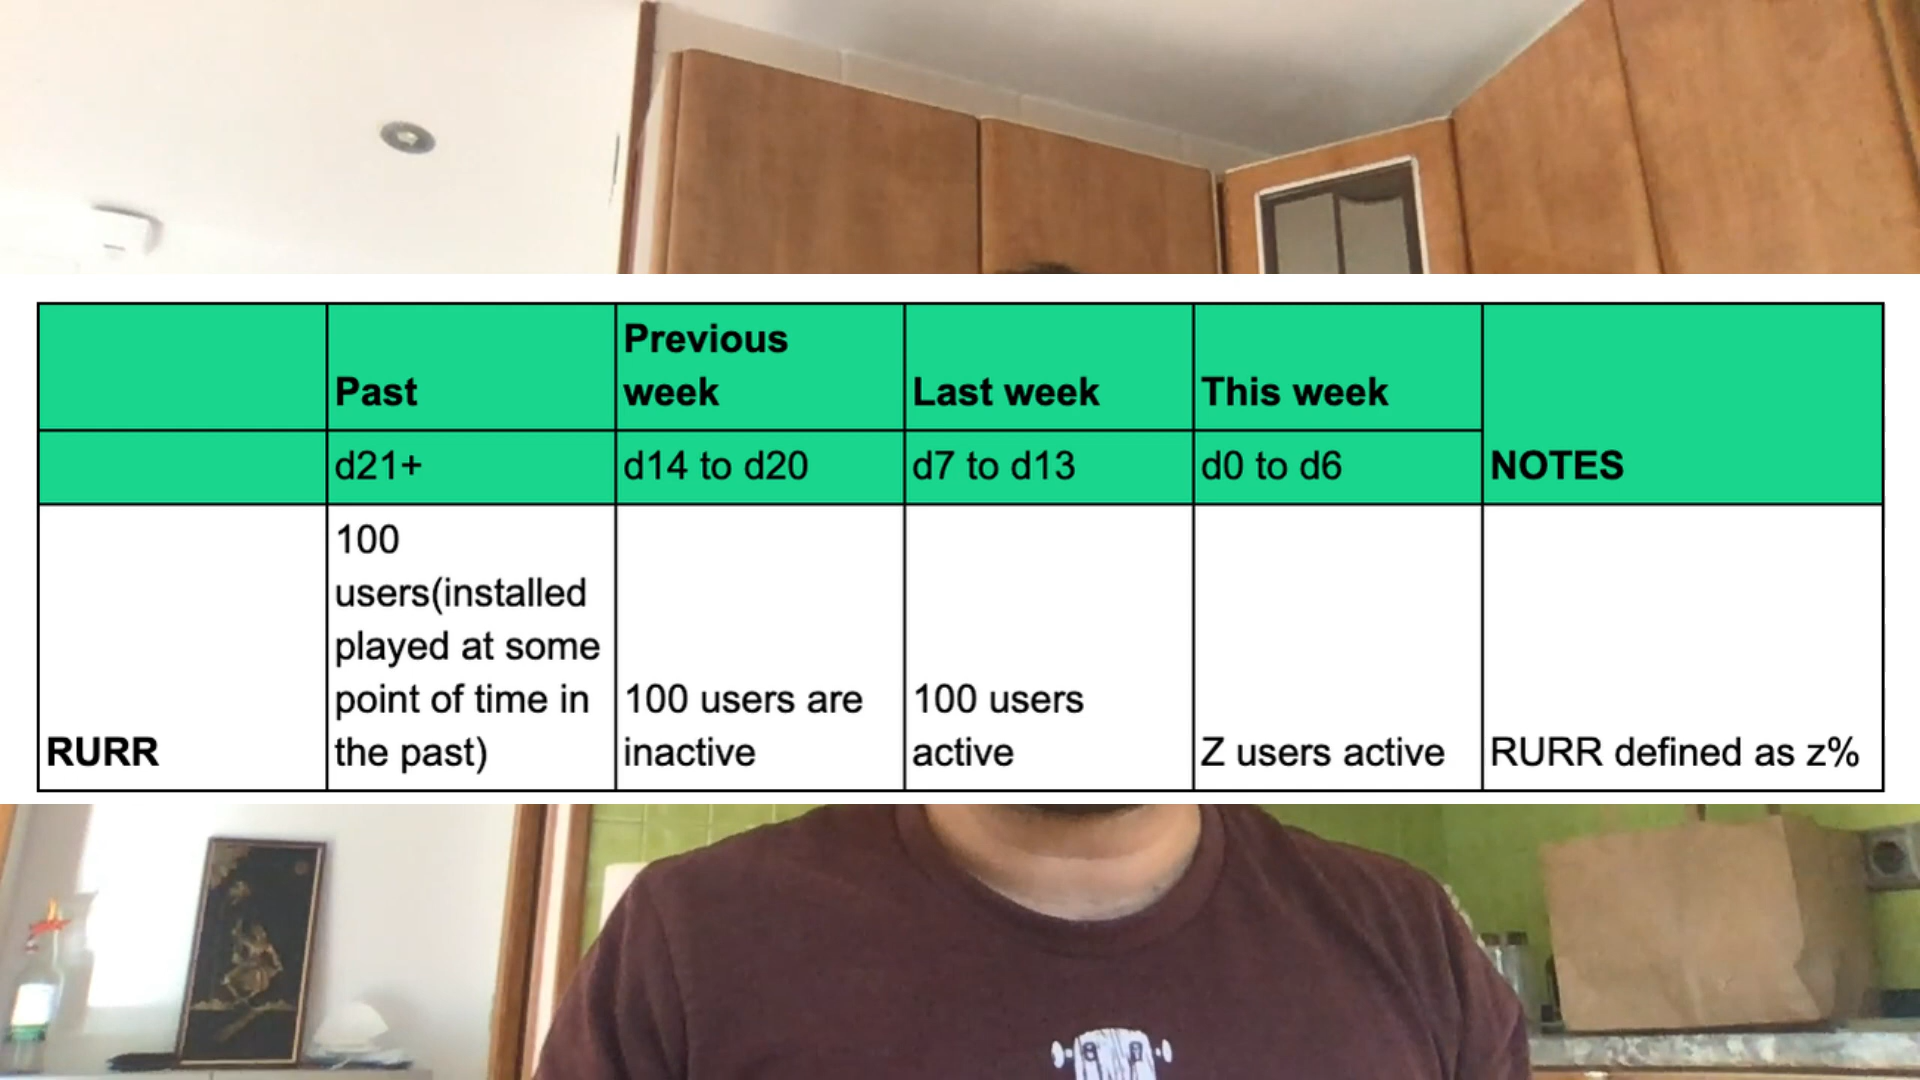 Past
Previous
week
Last week
This week
NOTES
d21+
d14 to d20
d7 to d13
d0 to d6
RURR
100
users(installed
played at some
point of time in
the past)
100 users are
inactive
100 users
active
Z users active
RURR defined as z%